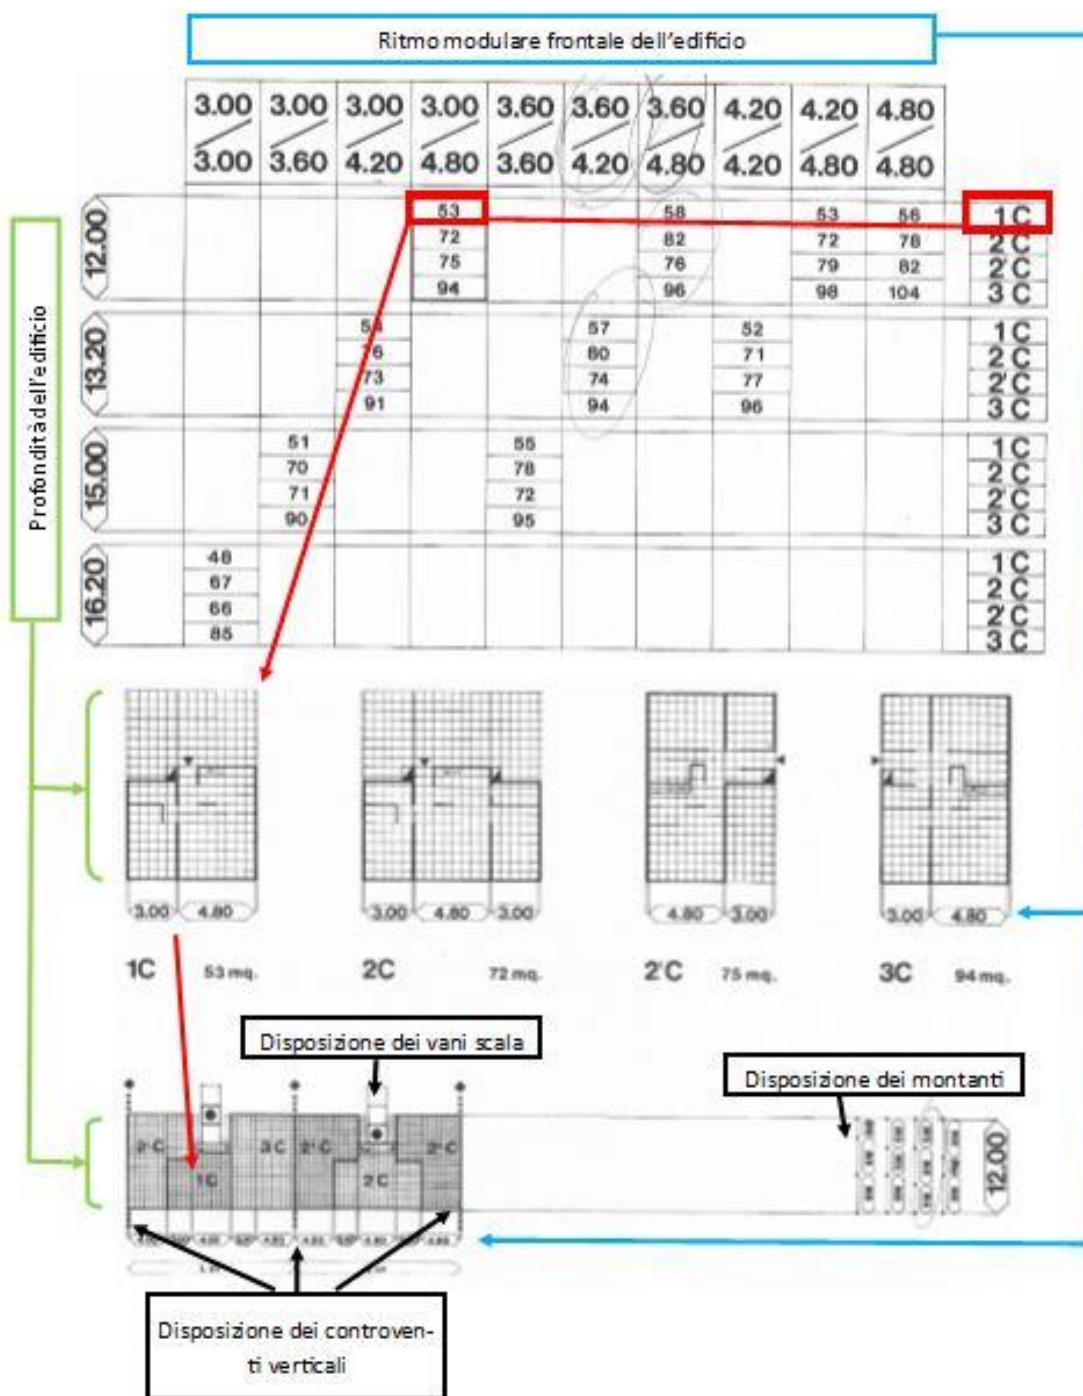 Ritmo modulare frontale dell'edificio
3.00 3.00 3.00 3.00 3.60 3.60 3.60 4.20 4.20 4.80
3.00 3.60 4.20 4.80 3.60 4.20 4.80 4.20 4.80 4.80
Profondità dell'edificio
12.00
53 58 53 56 1C
72 82 72 78 2C
75 76 79 82 2'C
94 96 98 104 3C
13.20
57 52 1C
76 80 71 2C
73 74 77 2'C
91 94 96 3C
15.00
51 55 1C
70 78 2C
71 72 2'C
90 95 3C
16.20
48 1C
67 2C
66 2'C
85 3C
3.00 4.80 3.00 4.80 3.00 4.80 3.00 3.00 4.80
1C 53 mq. 2C 72 mq. 2'C 75 mq. 3C 94 mq.
Disposizione dei vani scala
Disposizione dei montanti
2'C 1C 3C 2'C 2C 2'C
12.00
Disposizione dei controven-
ti verticali